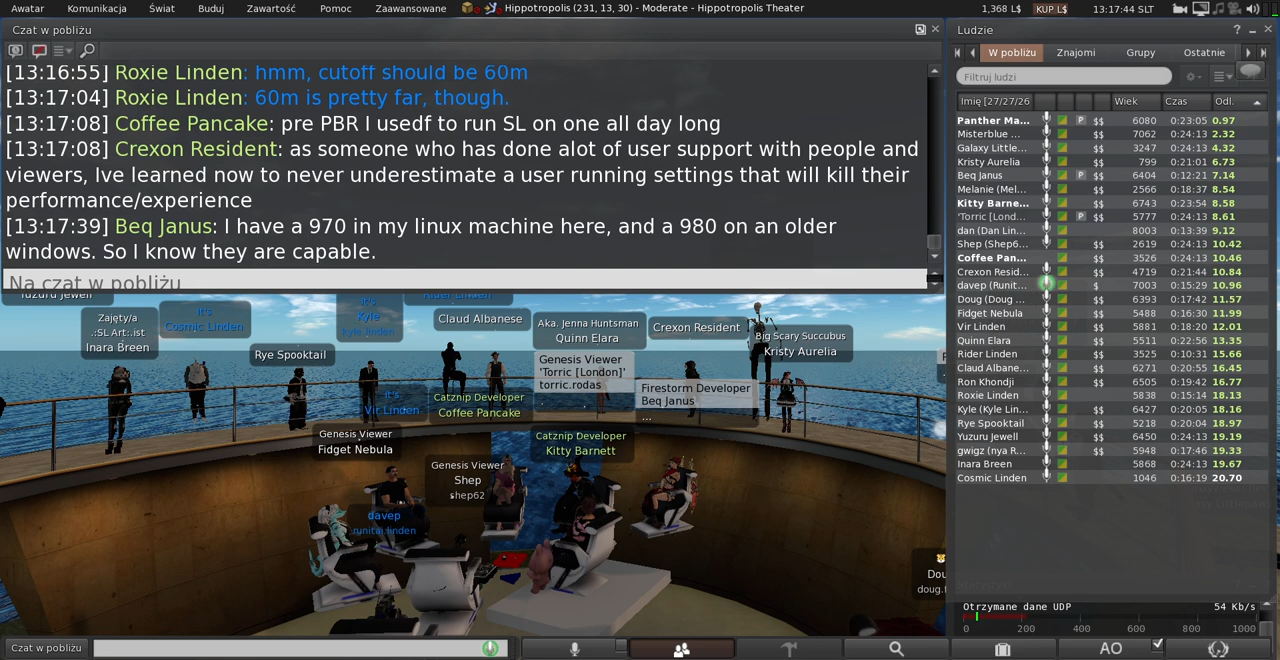 Awatar Komunikacja Świat Buduj Zawartość Pomoc Zaawansowane Hippotropolis (231, 13, 30) - Moderate - Hippotropolis Theater 1,368 L$ KUP L$ 13:17:44 SLT
Czat w pobliżu
[13:16:55] Roxie Linden: hmm, cutoff should be 60m
[13:17:04] Roxie Linden: 60m is pretty far, though.
[13:17:08] Coffee Pancake: pre PBR I usedf to run SL on one all day long
[13:17:08] Crexon Resident: as someone who has done alot of user support with people and
viewers, Ive learned now to never underestimate a user running settings that will kill their
performance/experience
[13:17:39] Beq Janus: I have a 970 in my linux machine here, and a 980 on an older
windows. So I know they are capable.
Na czat w pobliżu
Yuzuru Jewell
Zajęty/a
.:SL Art:.ist
Inara Breen
It's
Cosmic Linden
Rye Spooktail
It's
Kyle
kyle.linden
Rider Linden
Claud Albanese
Aka. Jenna Huntsman
Quinn Elara
Crexon Resident
Big Scary Succubus
Kristy Aurelia
Genesis Viewer
'Torric [London]'
torric.rodas
Firestorm Developer
Beq Janus
...
It's
Vir Linden
Catznip Developer
Coffee Pancake
Genesis Viewer
Fidget Nebula
Catznip Developer
Kitty Barnett
Genesis Viewer
Shep
shep62
davep
runitai.linden
Dou
doug.f
Ludzie
W pobliżu Znajomi Grupy Ostatnie
Filtruj ludzi
Imię [27/27/26 Wiek Czas Odl.
Panther Ma... P $$ 6080 0:23:05 0.97
Misterblue ... $$ 7062 0:24:13 2.32
Galaxy Little... $$ 3247 0:24:13 4.32
Kristy Aurelia $$ 799 0:21:01 6.73
Beq Janus P $$ 6404 0:12:21 7.14
Melanie (Mel... $$ 2566 0:18:37 8.54
Kitty Barne... $$ 6743 0:23:54 8.58
'Torric [Lond... P $$ 5777 0:24:13 8.61
dan (Dan Lin... 8003 0:13:39 9.12
Shep (Shep6... $$ 2619 0:24:13 10.42
Coffee Pan... $$ 3526 0:24:13 10.46
Crexon Resid... $$ 4719 0:21:44 10.84
davep (Runit... $ 7003 0:15:29 10.96
Doug (Doug ... $$ 6393 0:17:42 11.57
Fidget Nebula $$ 5488 0:16:30 11.99
Vir Linden $$ 5881 0:18:20 12.01
Quinn Elara $$ 5511 0:22:56 13.35
Rider Linden $$ 3525 0:10:31 15.66
Claude Albane... $$ 6271 0:20:55 16.45
Ron Khondji $$ 6505 0:19:42 16.77
Roxie Linden 5838 0:15:14 18.13
Kyle (Kyle Lin... $$ 6427 0:20:05 18.16
Rye Spooktail $$ 5218 0:20:04 18.97
Yuzuru Jewell $$ 6450 0:24:13 19.19
gwigz (nya R... $$ 5948 0:17:46 19.33
Inara Breen 5868 0:24:13 19.67
Cosmic Linden 1046 0:16:19 20.70
Otrzymane dane UDP 54 Kb/s
0 200 400 600 800 1000
Czat w pobliżu AO